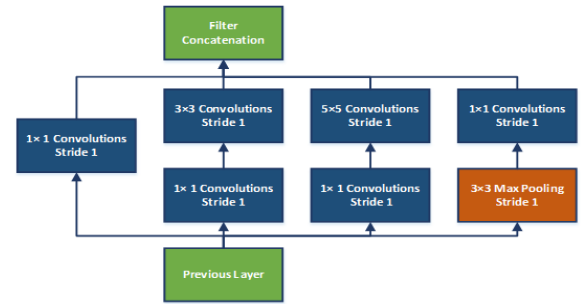 Filter
Concatenation
3×3 Convolutions
Stride 1
5×5 Convolutions
Stride 1
1×1 Convolutions
Stride 1
1× 1 Convolutions
Stride 1
1× 1 Convolutions
Stride 1
1× 1 Convolutions
Stride 1
3×3 Max Pooling
Stride 1
Previous Layer